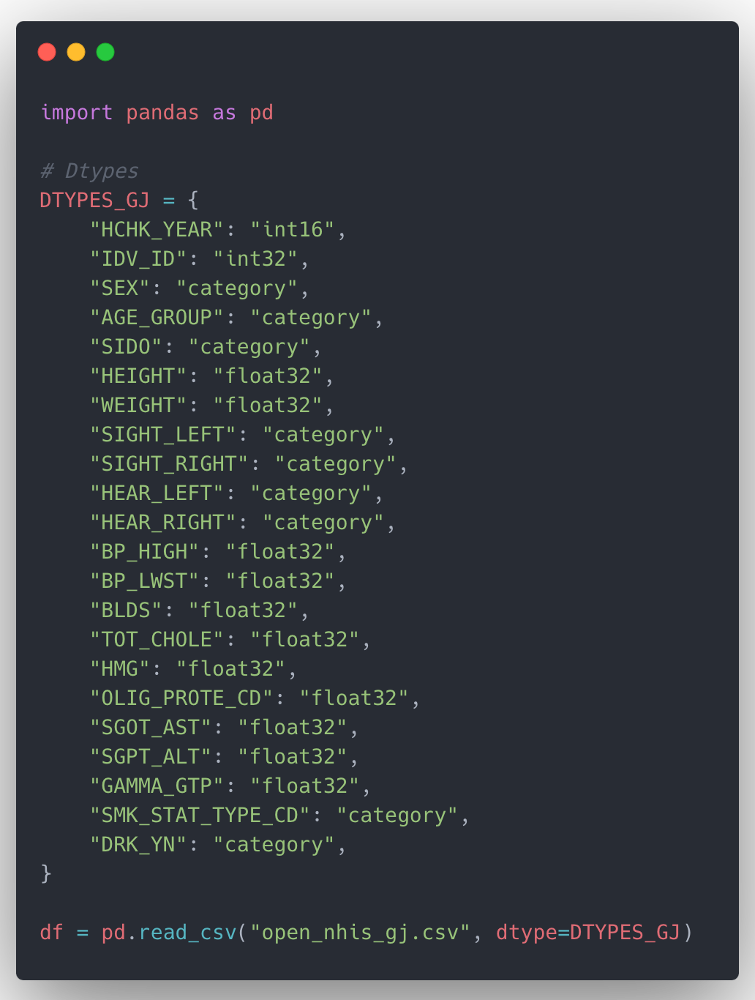 import pandas as pd

# Dtypes
DTYPES_GJ = {
    "HCHK_YEAR": "int16",
    "IDV_ID": "int32",
    "SEX": "category",
    "AGE_GROUP": "category",
    "SIDO": "category",
    "HEIGHT": "float32",
    "WEIGHT": "float32",
    "SIGHT_LEFT": "category",
    "SIGHT_RIGHT": "category",
    "HEAR_LEFT": "category",
    "HEAR_RIGHT": "category",
    "BP_HIGH": "float32",
    "BP_LWST": "float32",
    "BLDS": "float32",
    "TOT_CHOLE": "float32",
    "HMG": "float32",
    "OLIG_PROTE_CD": "float32",
    "SGOT_AST": "float32",
    "SGPT_ALT": "float32",
    "GAMMA_GTP": "float32",
    "SMK_STAT_TYPE_CD": "category",
    "DRK_YN": "category",
}

df = pd.read_csv("open_nhis_gj.csv", dtype=DTYPES_GJ)